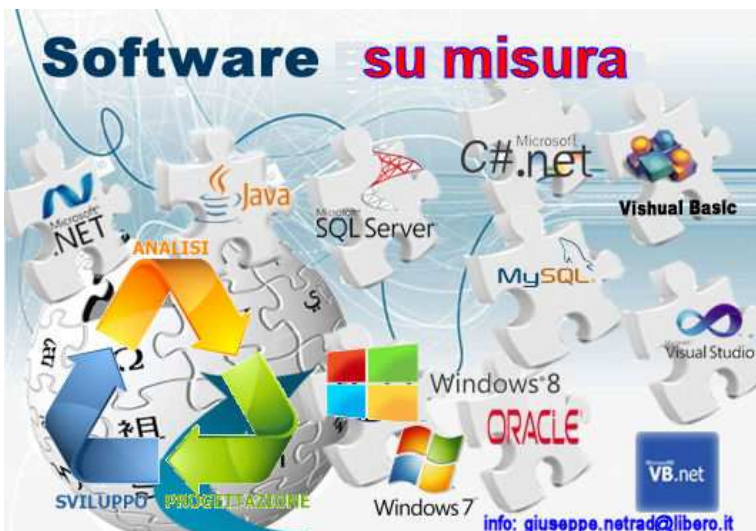 Software su misura
Microsoft
C#.net
Vishual Basic
Java
Microsoft
.NET
Microsoft
SQL Server
ANALISI
MySQL
Visual Studio
Windows 8
ORACLE
VB.net
Windows 7
SVILUPPO PROGETTAZIONE
info: giuseppe.netrad@libero.it